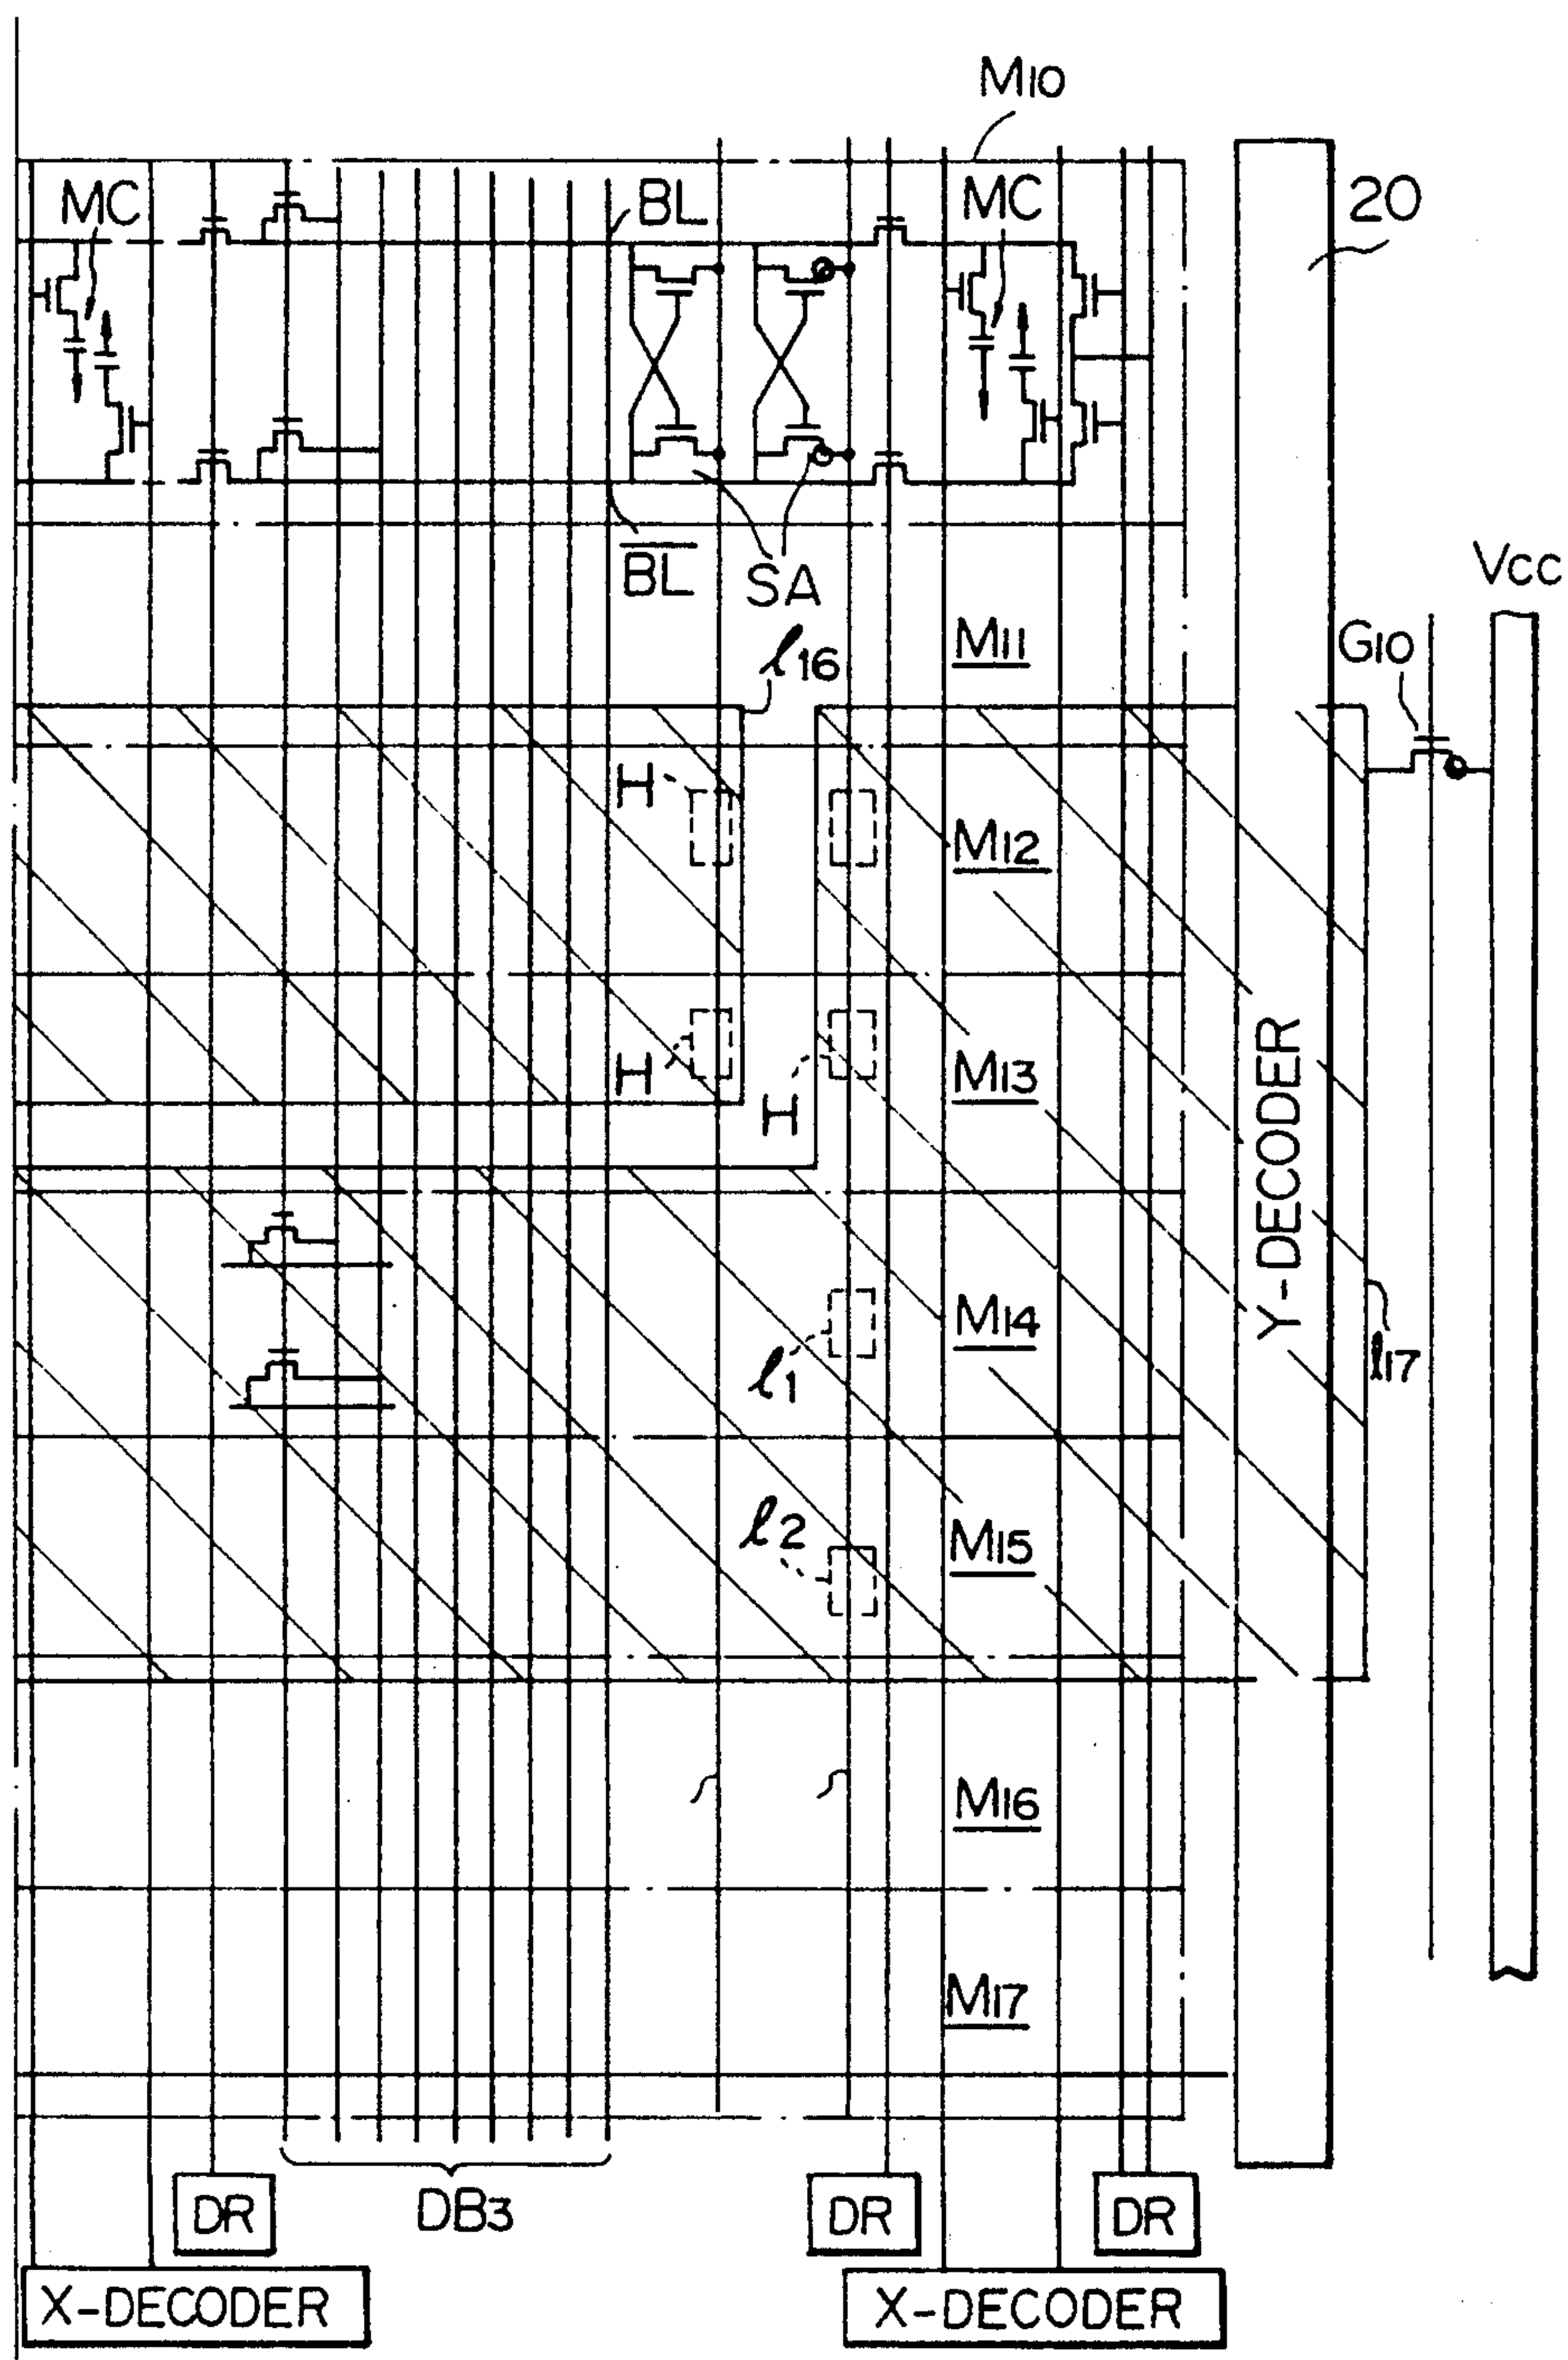 M10
MC
BL
MC
20
BL
SA
VCC
M11
G10
l16
H
M12
H
H
M13
Y-DECODER
l1
M14
l17
l2
M15
M16
M17
DR
DB3
DR
DR
X-DECODER
X-DECODER